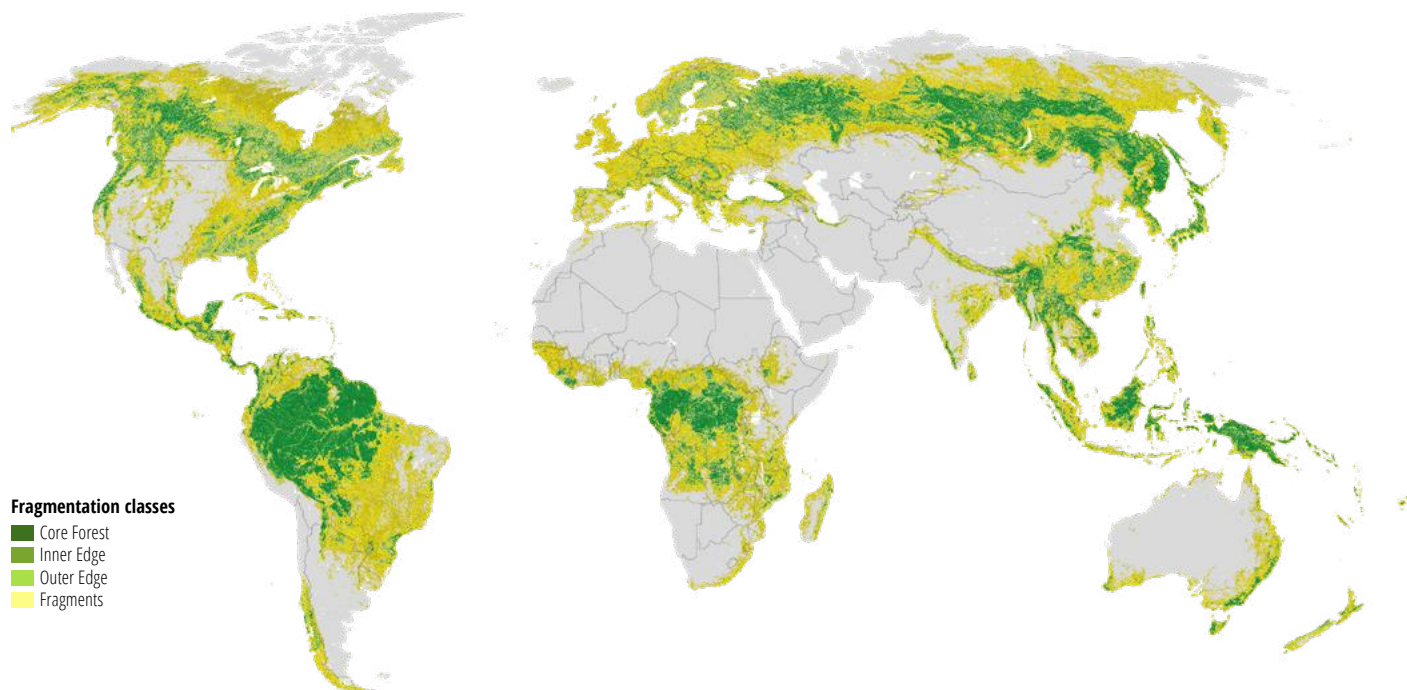 Fragmentation classes
Core Forest
Inner Edge
Outer Edge
Fragments